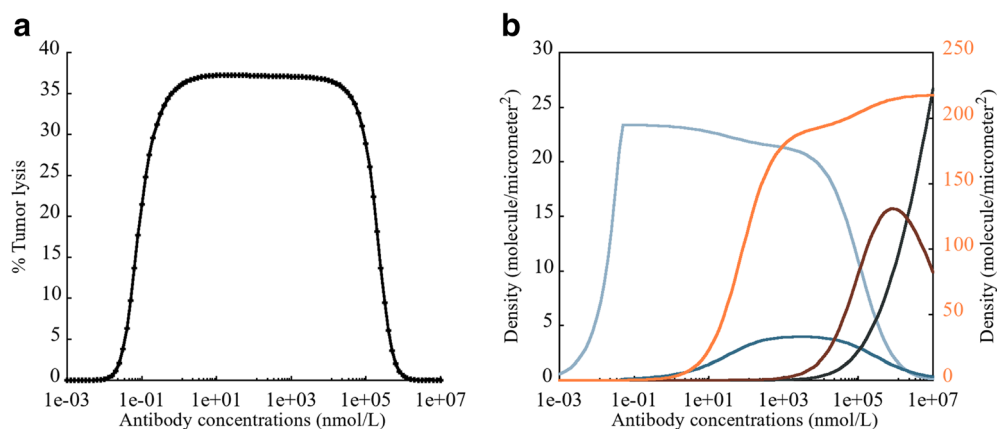 a
40
35
30
25
20
15
10
5
0
% Tumor lysis
1e-03 1e-01 1e+01 1e+03 1e+05 1e+07
Antibody concentrations (nmol/L)
b
30
25
20
15
10
5
0
Density (molecule/micrometer²)
250
200
150
100
50
0
Density (molecule/micrometer²)
1e-03 1e-01 1e+01 1e+03 1e+05 1e+07
Antibody concentrations (nmol/L)